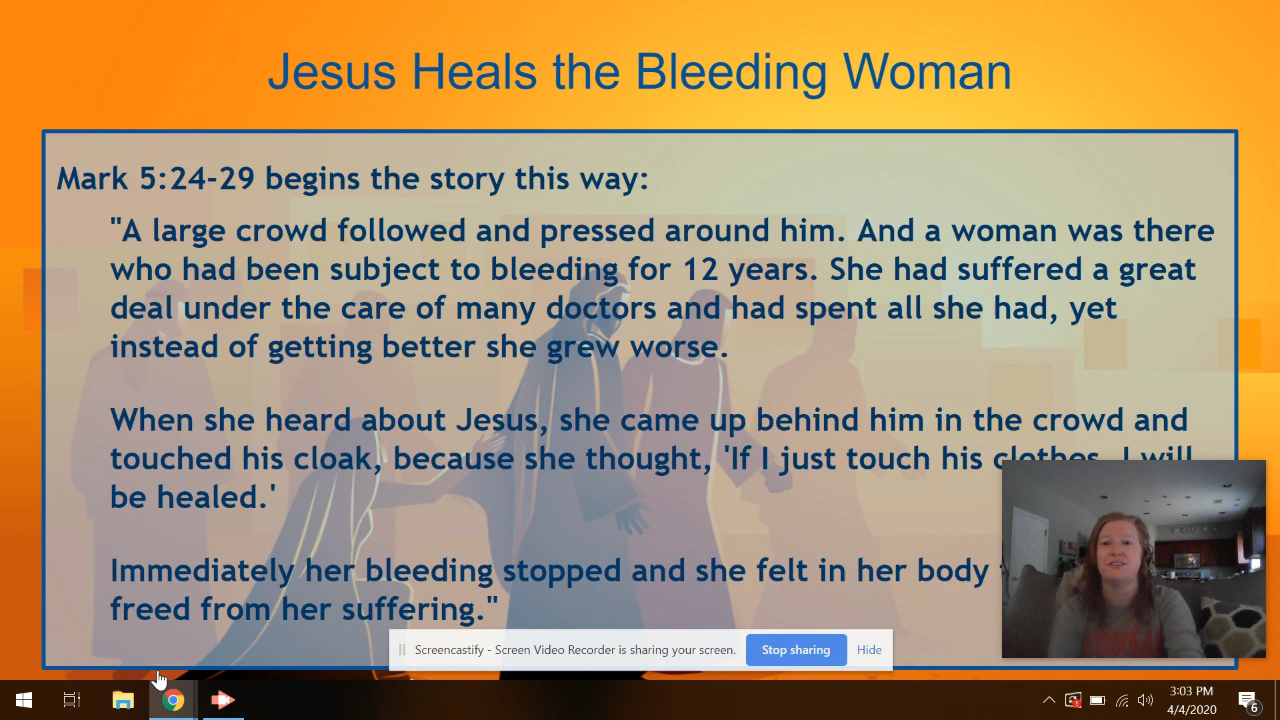 Jesus Heals the Bleeding Woman
Mark 5:24-29 begins the story this way:
"A large crowd followed and pressed around him. And a woman was there
who had been subject to bleeding for 12 years. She had suffered a great
deal under the care of many doctors and had spent all she had, yet
instead of getting better she grew worse.
When she heard about Jesus, she came up behind him in the crowd and
touched his cloak, because she thought, 'If I just touch his clothes, I will
be healed.'
Immediately her bleeding stopped and she felt in her body
freed from her suffering."
Screencastify - Screen Video Recorder is sharing your screen.
Stop sharing
Hide
3:03 PM
4/4/2020
6